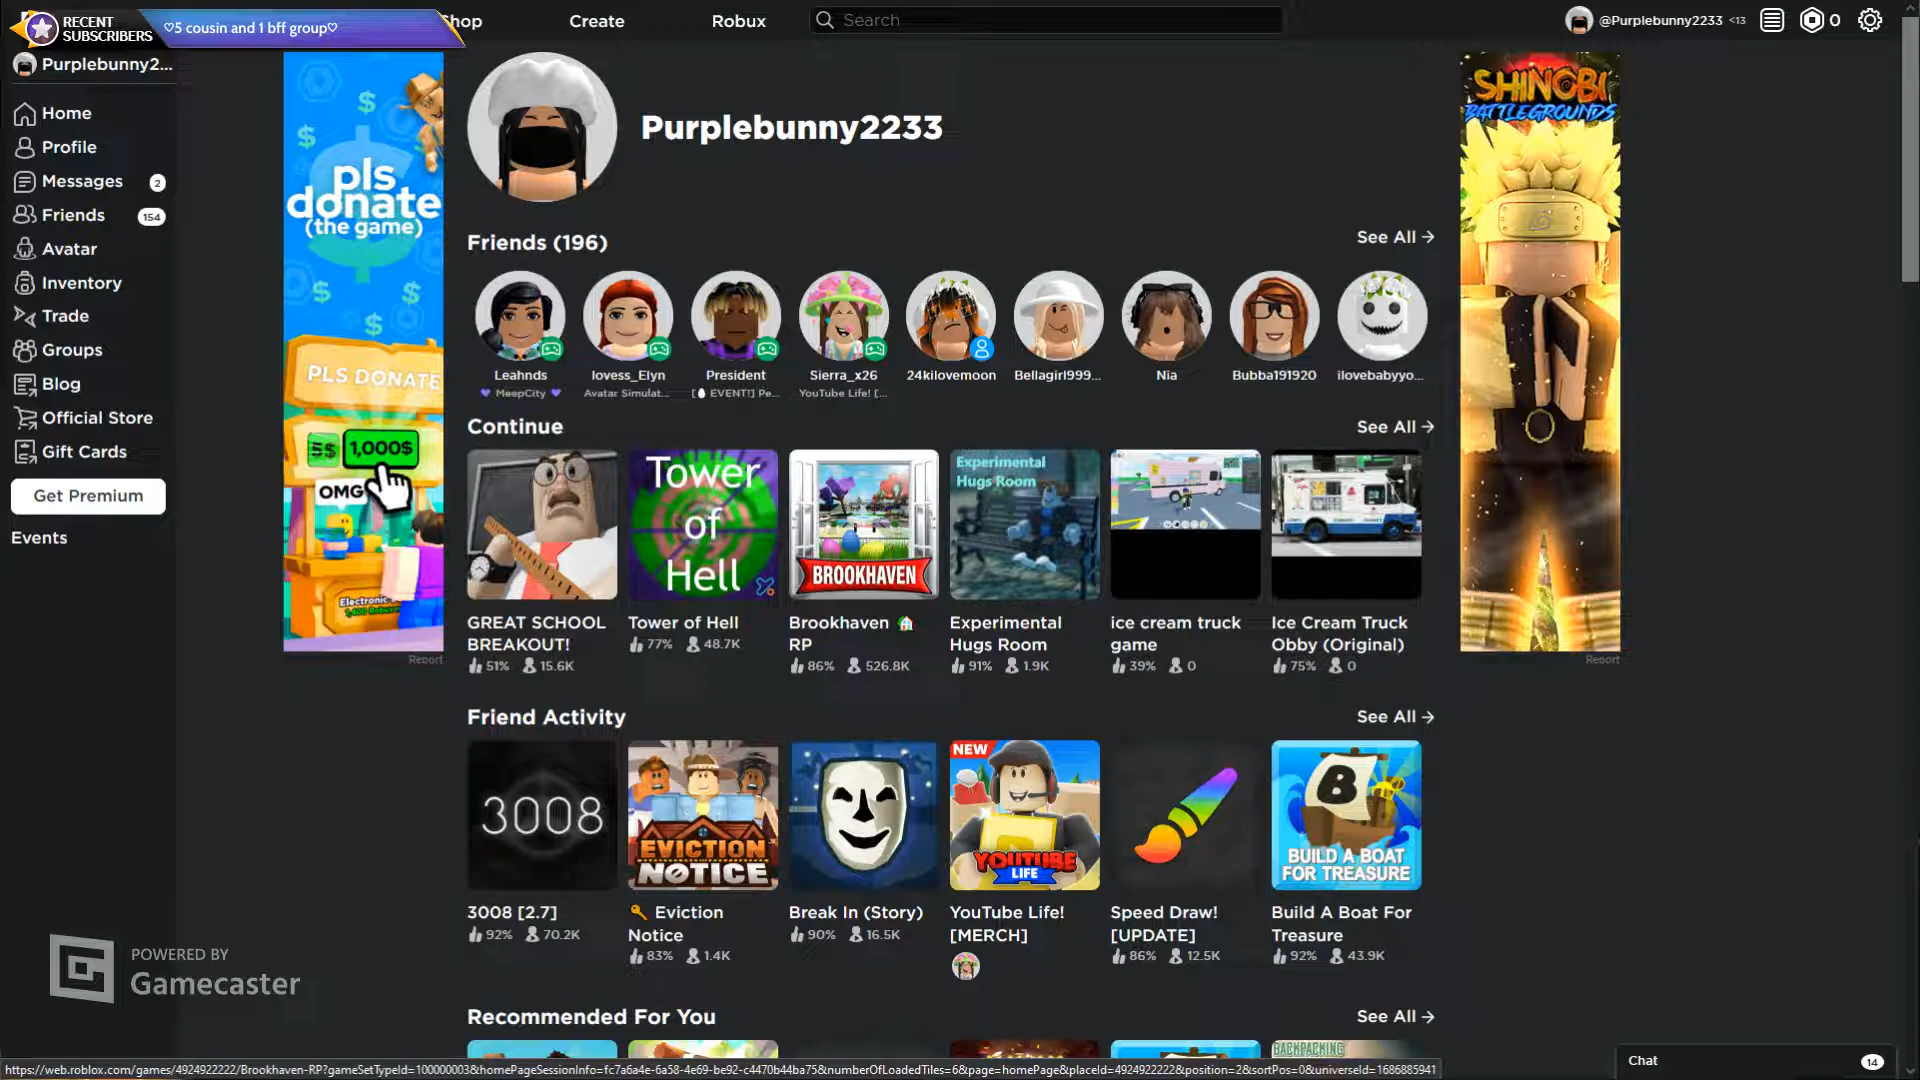 RECENT
SUBSCRIBERS
♡5 cousin and 1 bff group♡
Shop
Create
Robux
Search
@Purplebunny2233 <13
0
Purplebunny2...
Home
Profile
Messages 2
Friends 154
Avatar
Inventory
Trade
Groups
Blog
Official Store
Gift Cards
Get Premium
Events
pls
donate
(the game)
PLS DONATE
5$ 1,000$
OMG
Report
Purplebunny2233
Friends (196)
See All →
Leahnds
lovess_Elyn
President
Sierra_x26
24kilovemoon
Bellagirl999...
Nia
Bubba191920
ilovebabyyo...
💜 MeepCity 💜
Avatar Simulat...
[🥚 EVENT!] Pe...
YouTube Life! [...
Continue
See All →
Tower
of
Hell
BROOKHAVEN
Experimental
Hugs Room
GREAT SCHOOL
BREAKOUT!
51% 15.6K
Tower of Hell
77% 48.7K
Brookhaven 🏠
RP
86% 526.8K
Experimental
Hugs Room
91% 1.9K
ice cream truck
game
39% 0
Ice Cream Truck
Obby (Original)
75% 0
Friend Activity
See All →
3008
EVICTION
NOTICE
NEW
YOUTUBE
LIFE
B
BUILD A BOAT
FOR TREASURE
3008 [2.7]
92% 70.2K
🔑 Eviction
Notice
83% 1.4K
Break In (Story)
90% 16.5K
YouTube Life!
[MERCH]
Speed Draw!
[UPDATE]
86% 12.5K
Build A Boat For
Treasure
92% 43.9K
Recommended For You
See All →
BACKPACKING
SHINOBI
BATTLEGROUNDS
Report
POWERED BY
Gamecaster
Chat
14
https://web.roblox.com/games/4924922222/Brookhaven-RP?gameSetTypeId=100000003&homePageSessionInfo=fc7a6a4e-6a58-4e69-be92-c4470b44ba75&numberOfLoadedTiles=6&page=homePage&placeId=4924922222&position=2&sortPos=0&universeId=1686885941